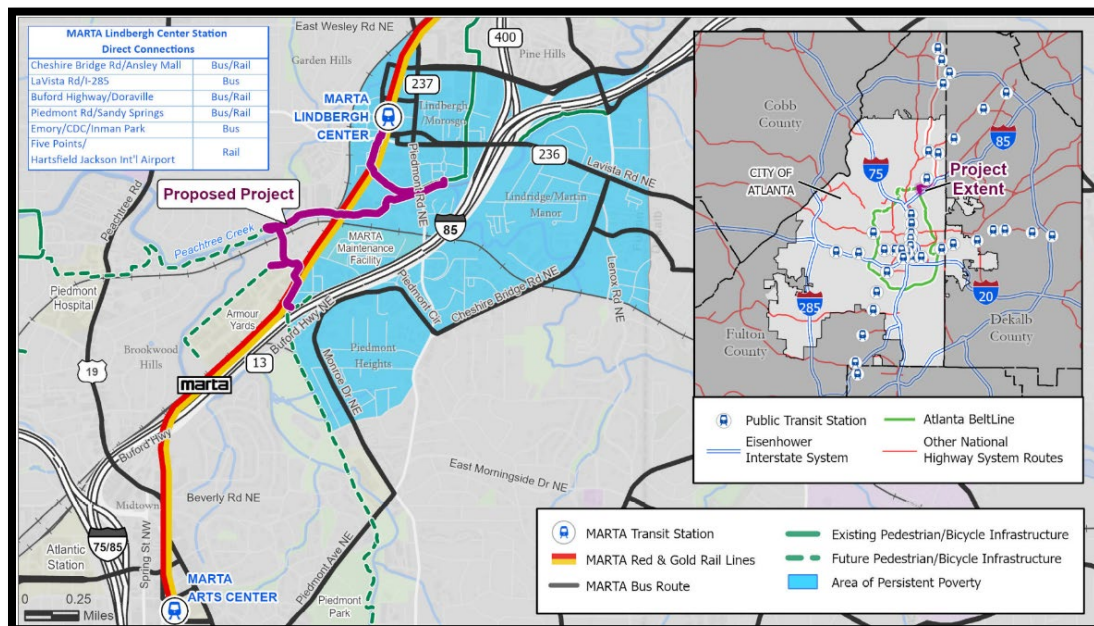 MARTA Lindbergh Center Station
Direct Connections
Cheshire Bridge Rd/Ansley Mall Bus/Rail
LaVista Rd/I-285 Bus
Buford Highway/Doraville Bus/Rail
Piedmont Rd/Sandy Springs Bus/Rail
Emory/CDC/Inman Park Bus
Five Points/
Hartsfield Jackson Int'l Airport Rail
East Wesley Rd NE
400
Pine Hills
Garden Hills
237
MARTA
LINDBERGH
CENTER
Lindbergh/
Morosgo
236
Lavista Rd NE
Piedmont Rd NE
Peachtree Rd
Proposed Project
Peachtree Creek
Lindridge/Martin
Manor
85
MARTA
Maintenance
Facility
Piedmont
Hospital
Armour
Yards
Buford Hwy NE
Piedmont Cir
Cheshire Bridge Rd NE
Lenox Rd NE
Brookwood
Hills
19
13
marta
Piedmont
Heights
Monroe Dr NE
Buford Hwy
East Morningside Dr NE
Midtown
Beverly Rd NE
75/85
Atlantic
Station
Spring St NW
Piedmont Ave NE
Piedmont
Park
MARTA
ARTS CENTER
0 0.25
Miles
Cobb
County
85
75
CITY OF
ATLANTA
Project
Extent
285
20
Fulton
County
Dekalb
County
Public Transit Station
Atlanta BeltLine
Eisenhower
Interstate System
Other National
Highway System Routes
MARTA Transit Station
MARTA Red & Gold Rail Lines
MARTA Bus Route
Existing Pedestrian/Bicycle Infrastructure
Future Pedestrian/Bicycle Infrastructure
Area of Persistent Poverty